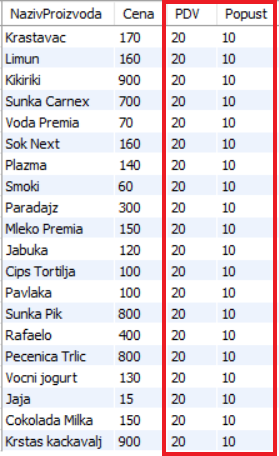 NazivProizvoda Cena PDV Popust
Krastavac 170 20 10
Limun 160 20 10
Kikiriki 900 20 10
Sunka Carnex 700 20 10
Voda Premia 70 20 10
Sok Next 160 20 10
Plazma 140 20 10
Smoki 60 20 10
Paradajz 300 20 10
Mleko Premia 150 20 10
Jabuka 120 20 10
Cips Tortilja 100 20 10
Pavlaka 100 20 10
Sunka Pik 800 20 10
Rafaelo 400 20 10
Pecenica Trlic 800 20 10
Vocni jogurt 130 20 10
Jaja 15 20 10
Cokolada Milka 150 20 10
Krstas kackavalj 900 20 10